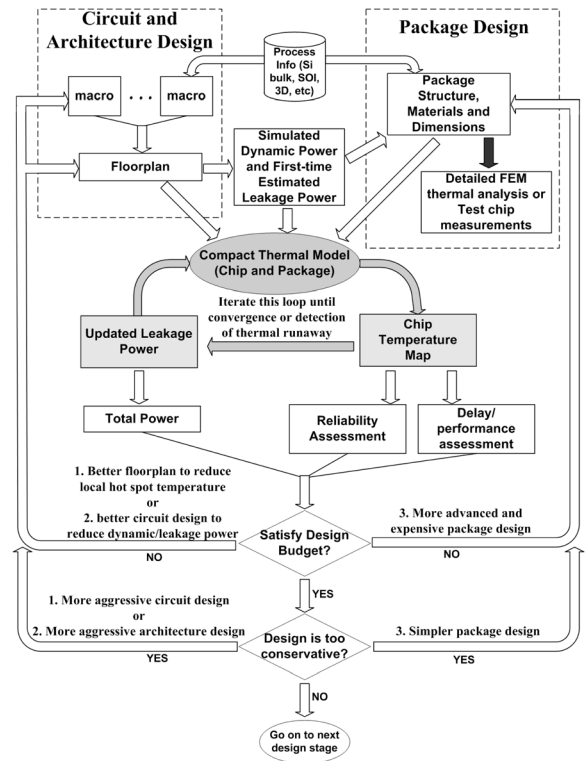 Circuit and
Architecture Design
Package Design
Process
Info (Si
bulk, SOI,
3D, etc)
macro
. . .
macro
Package
Structure,
Materials and
Dimensions
Floorplan
Simulated
Dynamic Power
and First-time
Estimated
Leakage Power
Detailed FEM
thermal analysis or
Test chip
measurements
Compact Thermal Model
(Chip and Package)
Iterate this loop until
convergence or detection
of thermal runaway
Updated Leakage
Power
Chip
Temperature
Map
Total Power
Reliability
Assessment
Delay/
performance
assessment
1. Better floorplan to reduce
local hot spot temperature
or
2. better circuit design to
reduce dynamic/leakage power
NO
Satisfy Design
Budget?
3. More advanced and
expensive package design
NO
YES
1. More aggressive circuit design
or
2. More aggressive architecture design
YES
Design is too
conservative?
3. Simpler package design
YES
NO
Go on to next
design stage